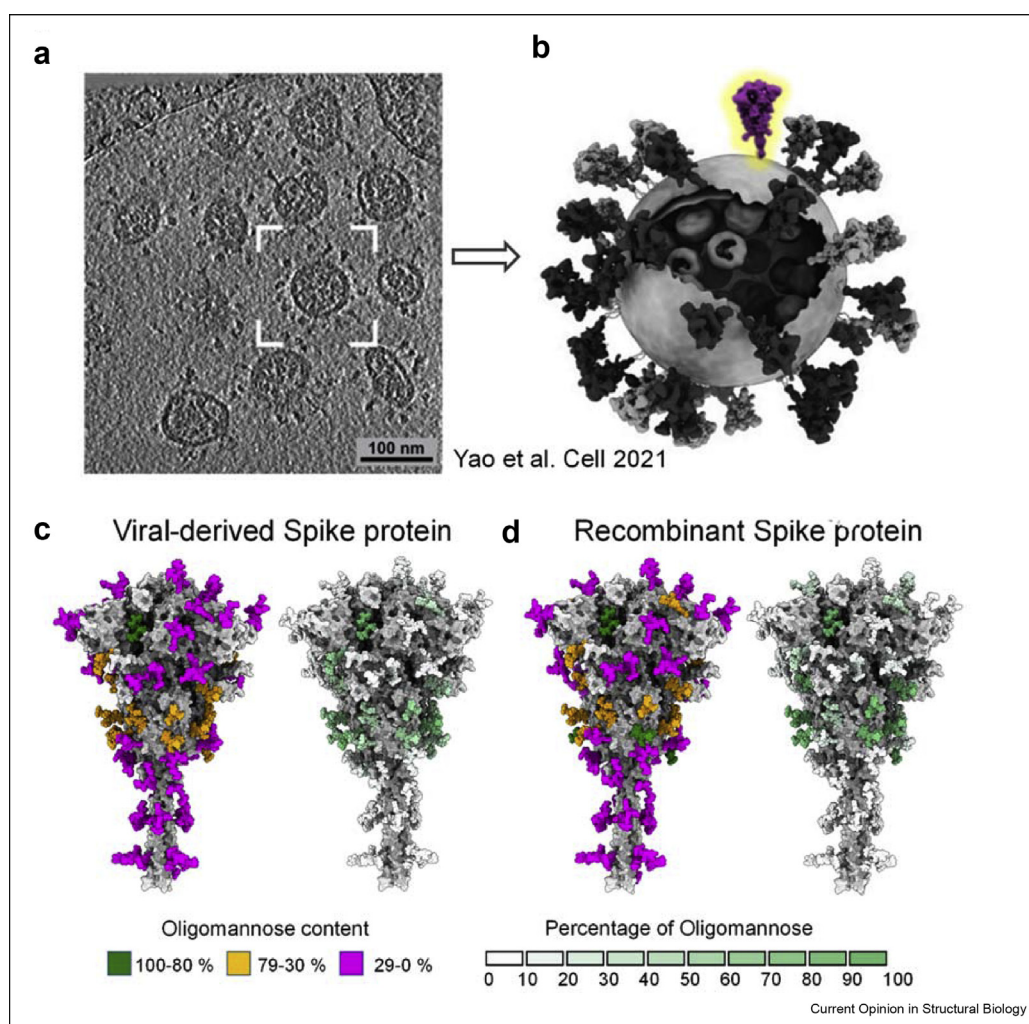 a
b
100 nm
Yao et al. Cell 2021
c
Viral-derived Spike protein
d
Recombinant Spike protein
Oligomannose content
100-80 %
79-30 %
29-0 %
Percentage of Oligomannose
0 10 20 30 40 50 60 70 80 90 100
Current Opinion in Structural Biology